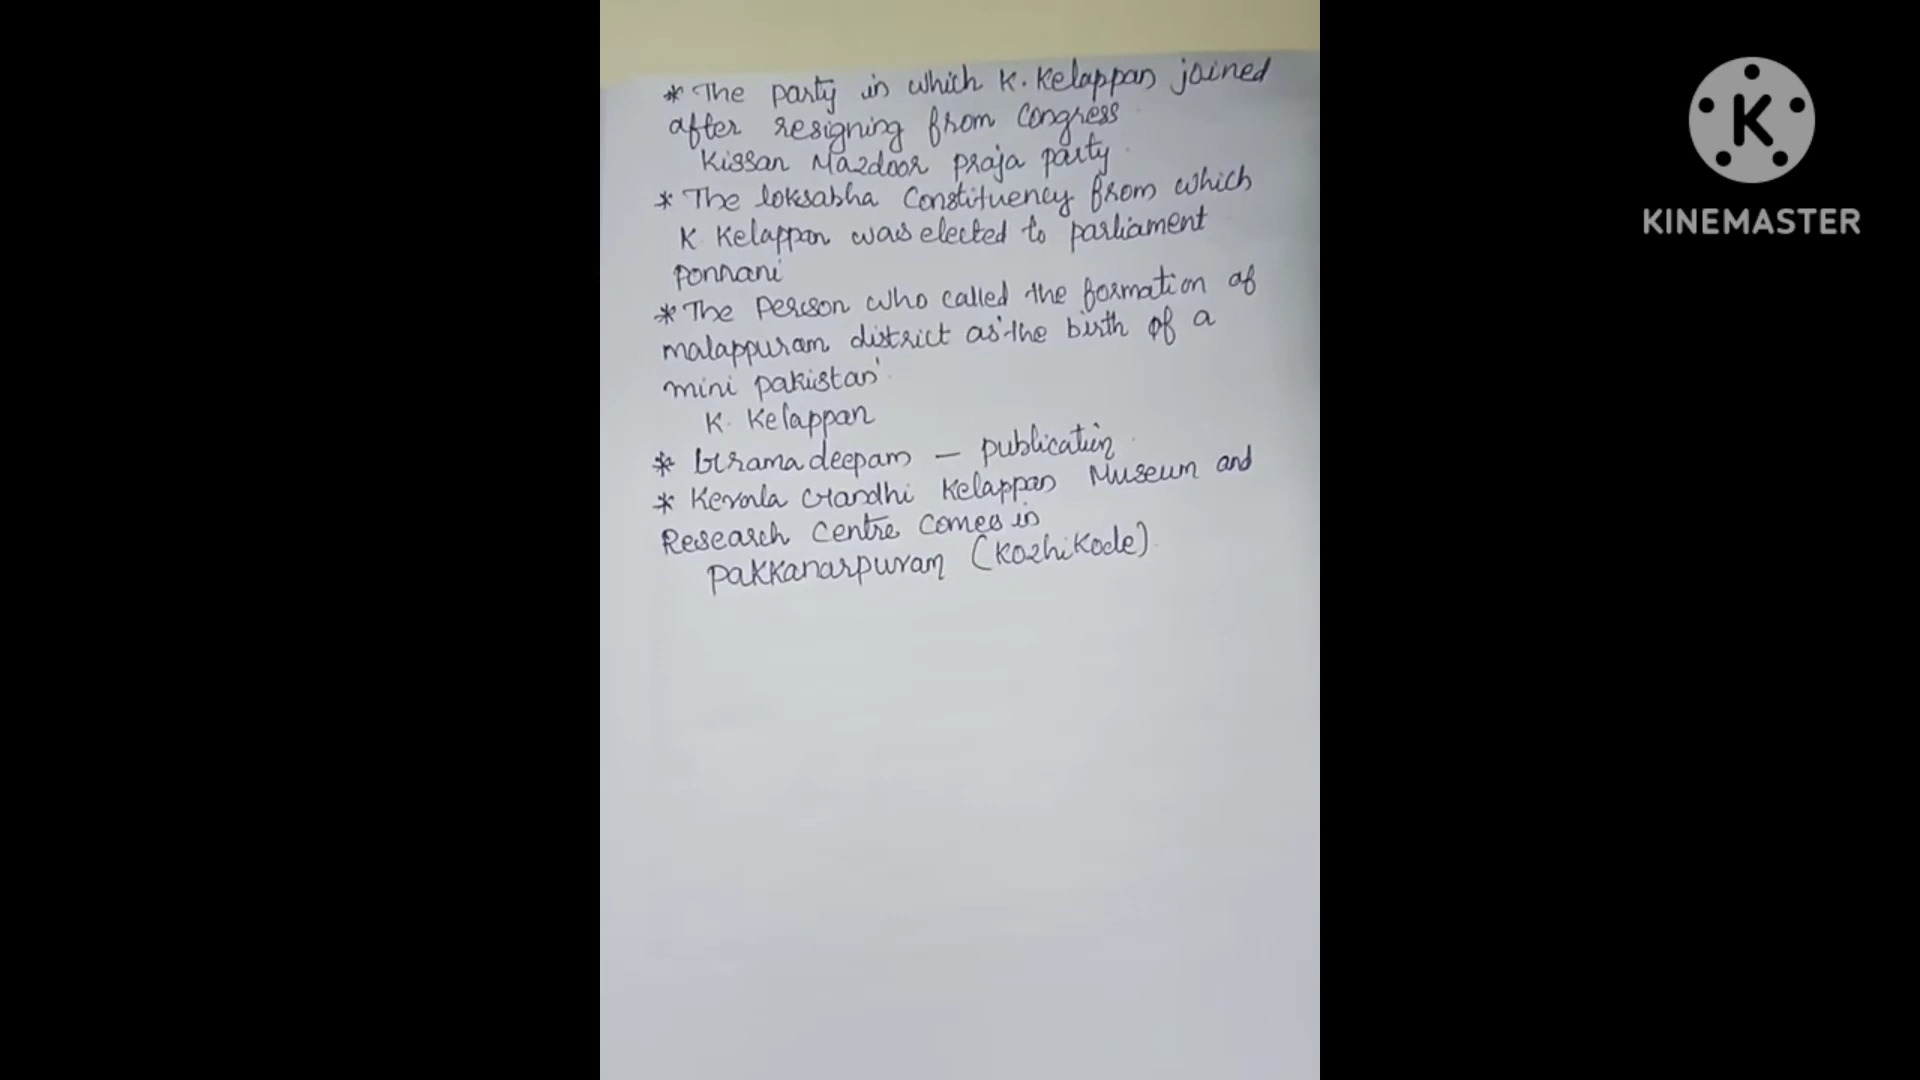 * The party in which K. Kelappan joined
after resigning from Congress
Kissan Mazdoor Praja party.
* The loksabha Constituency from which
K Kelappan was elected to parliament
Ponnani
* The Person who called the formation of
malappuram district as 'the birth of a
mini pakistan'
K. Kelappan
* Grama deepam — publication
* Kerala Gandhi Kelappan Museum and
Research Centre Comes in
Pakkanarpuram (Kozhikode).
K
KINEMASTER